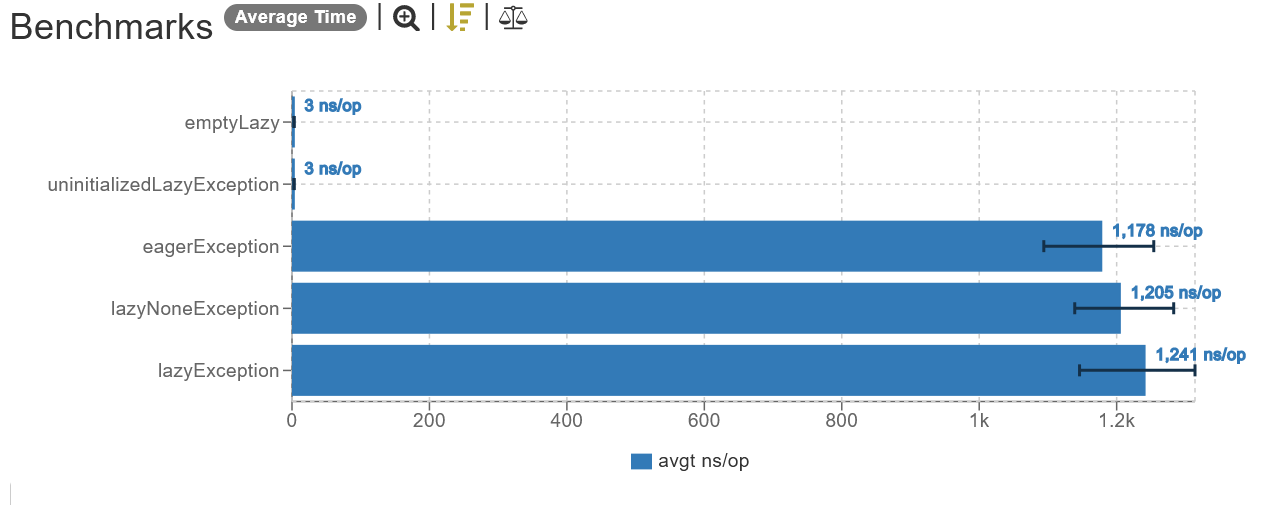 Benchmarks Average Time
emptyLazy 3 ns/op
uninitializedLazyException 3 ns/op
eagerException 1,178 ns/op
lazyNoneException 1,205 ns/op
lazyException 1,241 ns/op
0 200 400 600 800 1k 1.2k
avgt ns/op